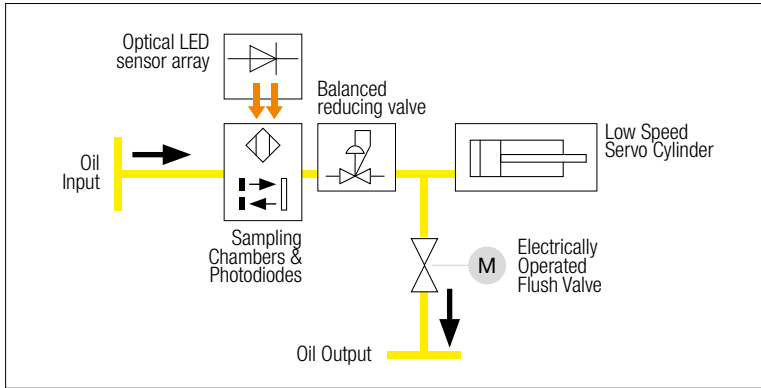 Optical LED
sensor array
Balanced
reducing valve
Low Speed
Servo Cylinder
Oil
Input
Sampling
Chambers &
Photodiodes
M
Electrically
Operated
Flush Valve
Oil Output